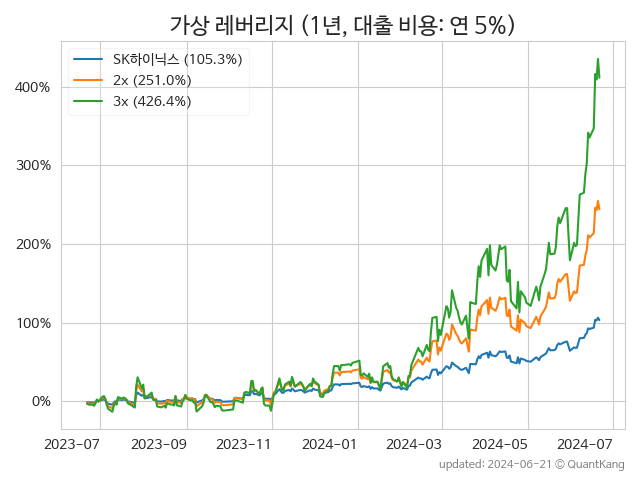 가상 레버리지 (1년, 대출 비용: 연 5%)
SK하이닉스 (105.3%)
2x (251.0%)
3x (426.4%)
400%
300%
200%
100%
0%
2023-07 2023-09 2023-11 2024-01 2024-03 2024-05 2024-07
updated: 2024-06-21 © QuantKang